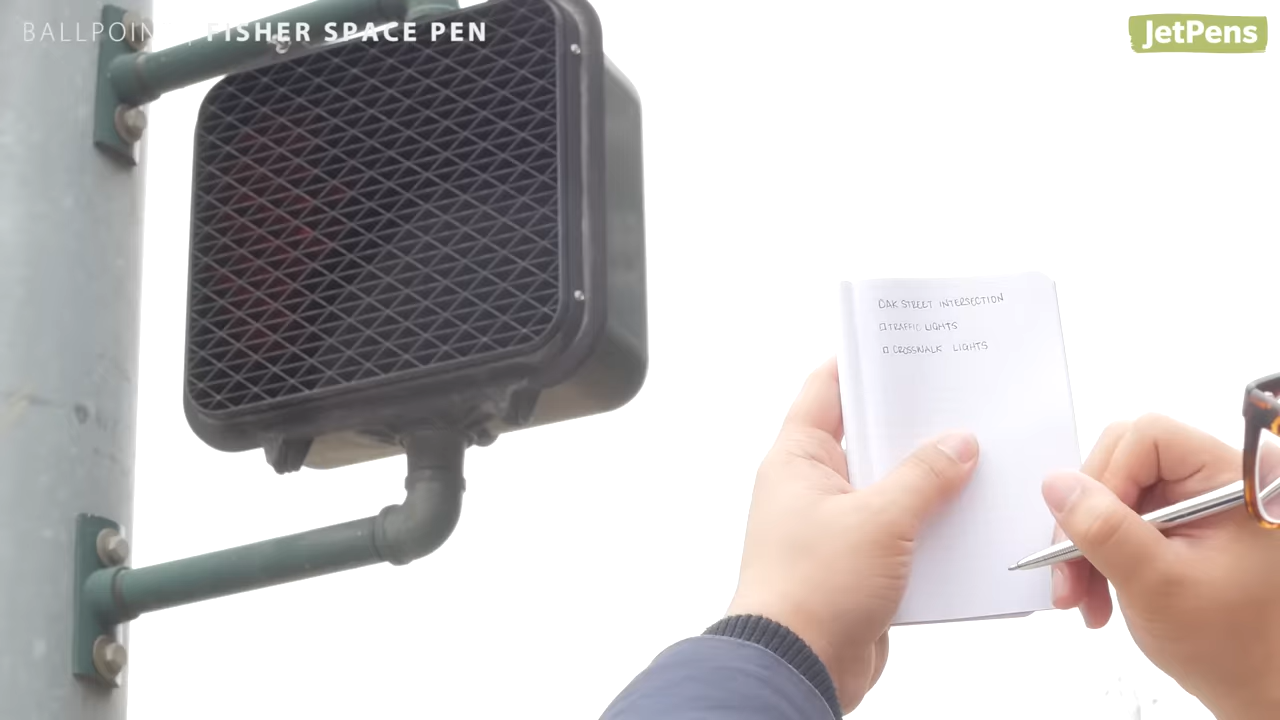 BALLPOINT | FISHER SPACE PEN
JetPens
OAK STREET INTERSECTION
□ TRAFFIC LIGHTS
□ CROSSWALK LIGHTS